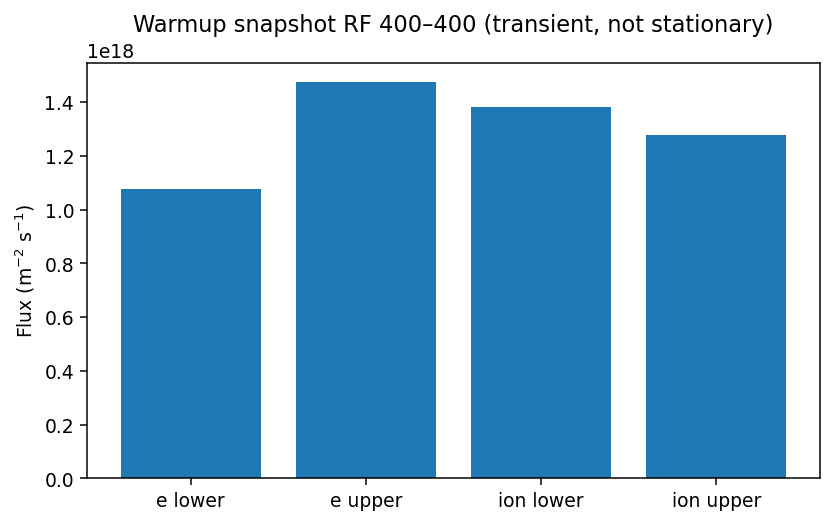 Warmup snapshot RF 400–400 (transient, not stationary)
1e18
Flux (m⁻² s⁻¹)
1.4
1.2
1.0
0.8
0.6
0.4
0.2
0.0
e lower e upper ion lower ion upper